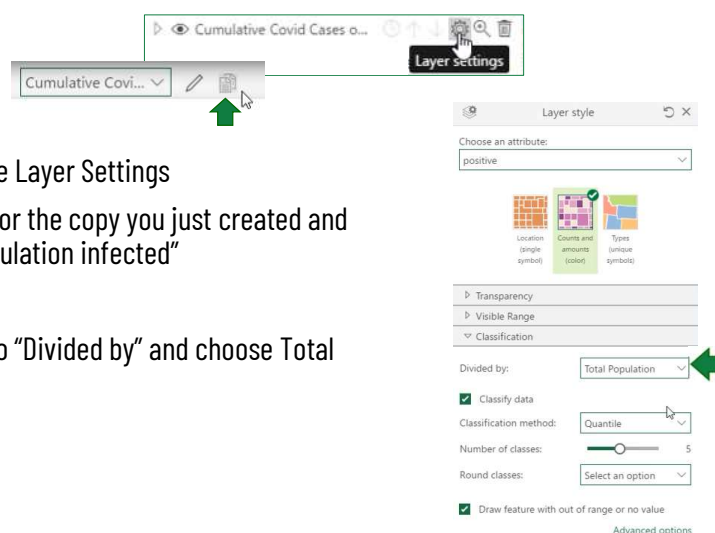 Cumulative Covid Cases o...
Layer settings
Cumulative Covi...
e Layer Settings
or the copy you just created and
ulation infected”
o “Divided by” and choose Total
Layer style
Choose an attribute:
positive
Location
(single
symbol)
Counts and
amounts
(color)
Types
(unique
symbols)
Transparency
Visible Range
Classification
Divided by: Total Population
Classify data
Classification method: Quantile
Number of classes: 5
Round classes: Select an option
Draw feature with out of range or no value
Advanced options